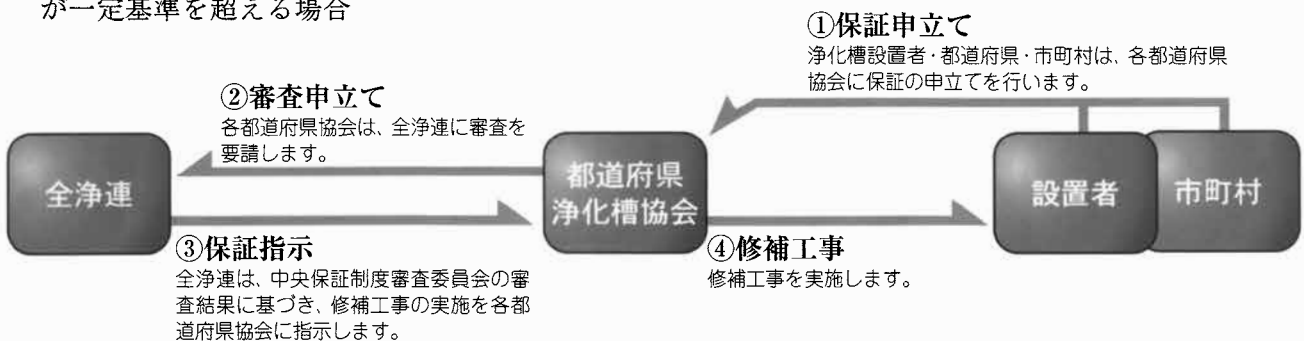 が一定基準を超える場合
①保証申立て
浄化槽設置者・都道府県・市町村は、各都道府県
協会に保証の申立てを行います。
②審査申立て
各都道府県協会は、全浄連に審査を
要請します。
全浄連
都道府県
浄化槽協会
設置者
市町村
③保証指示
全浄連は、中央保証制度審査委員会の審
査結果に基づき、修補工事の実施を各都
道府県協会に指示します。
④修補工事
修補工事を実施します。